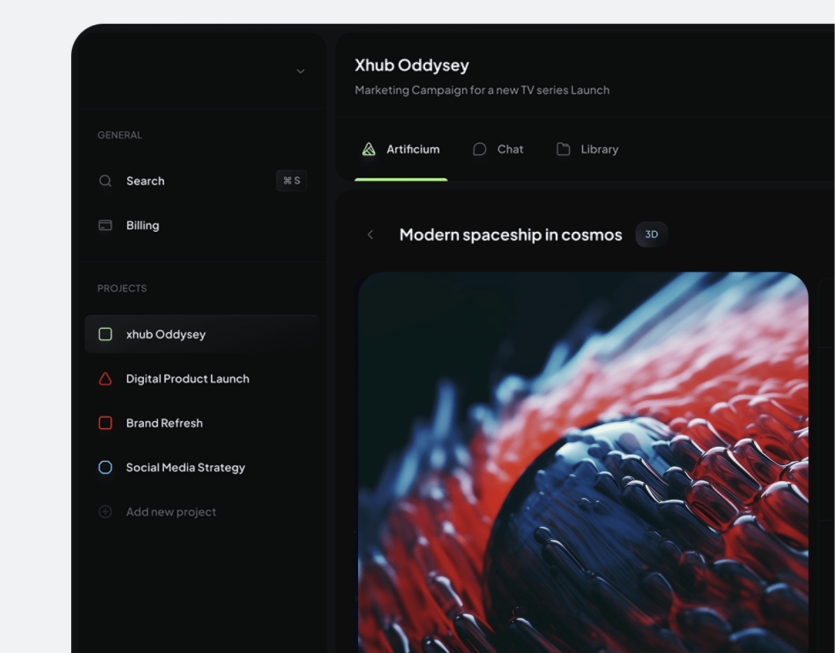 GENERAL
Search
⌘ S
Billing
PROJECTS
xhub Oddysey
Digital Product Launch
Brand Refresh
Social Media Strategy
Add new project
Xhub Oddysey
Marketing Campaign for a new TV series Launch
Artificium
Chat
Library
Modern spaceship in cosmos
3D